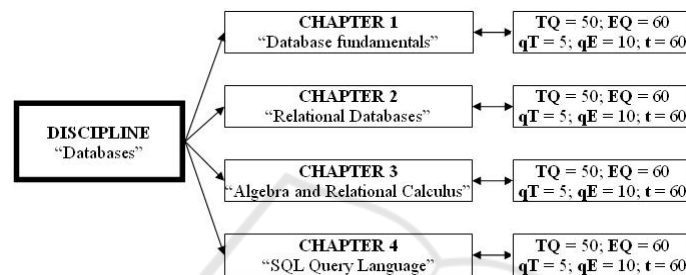 CHAPTER 1
“Database fundamentals”
TQ = 50; EQ = 60
qT = 5; qE = 10; t = 60
CHAPTER 2
“Relational Databases”
TQ = 50; EQ = 60
qT = 5; qE = 10; t = 60
DISCIPLINE
“Databases”
CHAPTER 3
“Algebra and Relational Calculus”
TQ = 50; EQ = 60
qT = 5; qE = 10; t = 60
CHAPTER 4
“SQL Query Language”
TQ = 50; EQ = 60
qT = 5; qE = 10; t = 60